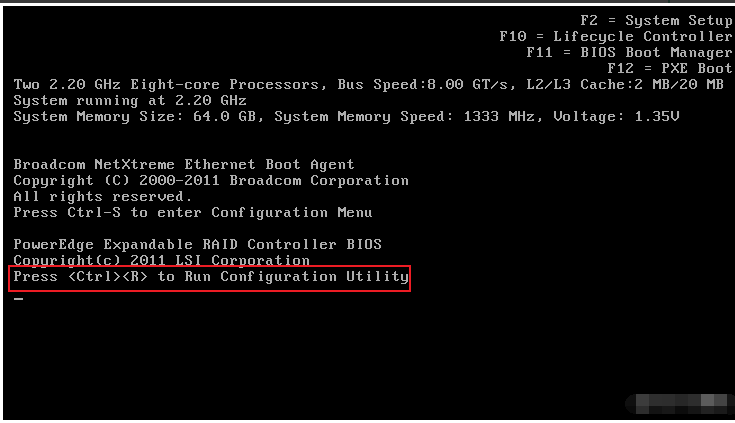 F2 = System Setup
F10 = Lifecycle Controller
F11 = BIOS Boot Manager
F12 = PXE Boot
Two 2.20 GHz Eight-core Processors, Bus Speed:8.00 GT/s, L2/L3 Cache:2 MB/20 MB
System running at 2.20 GHz
System Memory Size: 64.0 GB, System Memory Speed: 1333 MHz, Voltage: 1.35V
Broadcom NetXtreme Ethernet Boot Agent
Copyright (C) 2000-2011 Broadcom Corporation
All rights reserved.
Press Ctrl-S to enter Configuration Menu
PowerEdge Expandable RAID Controller BIOS
Copyright(c) 2011 LSI Corporation
Press <Ctrl><R> to Run Configuration Utility